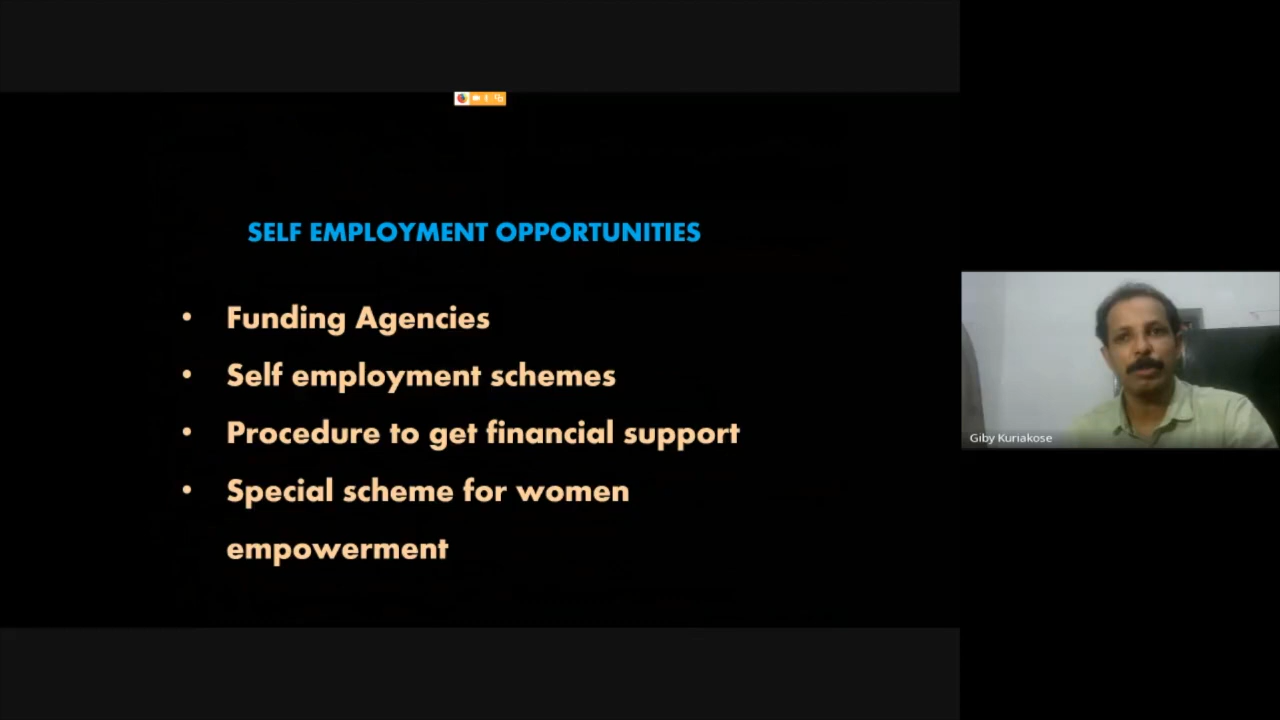 SELF EMPLOYMENT OPPORTUNITIES
• Funding Agencies
• Self employment schemes
• Procedure to get financial support
• Special scheme for women
empowerment
Giby Kuriakose